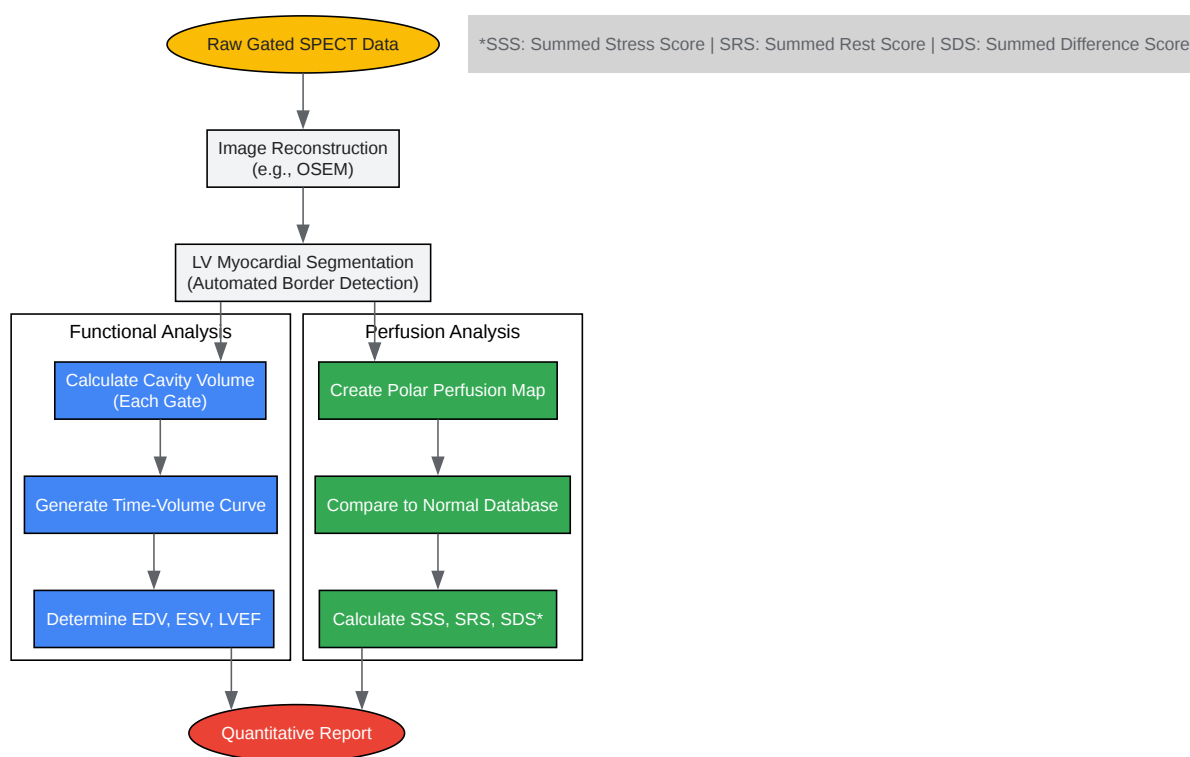 Raw Gated SPECT Data
*SSS: Summed Stress Score | SRS: Summed Rest Score | SDS: Summed Difference Score
Image Reconstruction
(e.g., OSEM)
LV Myocardial Segmentation
(Automated Border Detection)
Functional Analysis
Calculate Cavity Volume
(Each Gate)
Generate Time-Volume Curve
Determine EDV, ESV, LVEF
Perfusion Analysis
Create Polar Perfusion Map
Compare to Normal Database
Calculate SSS, SRS, SDS*
Quantitative Report